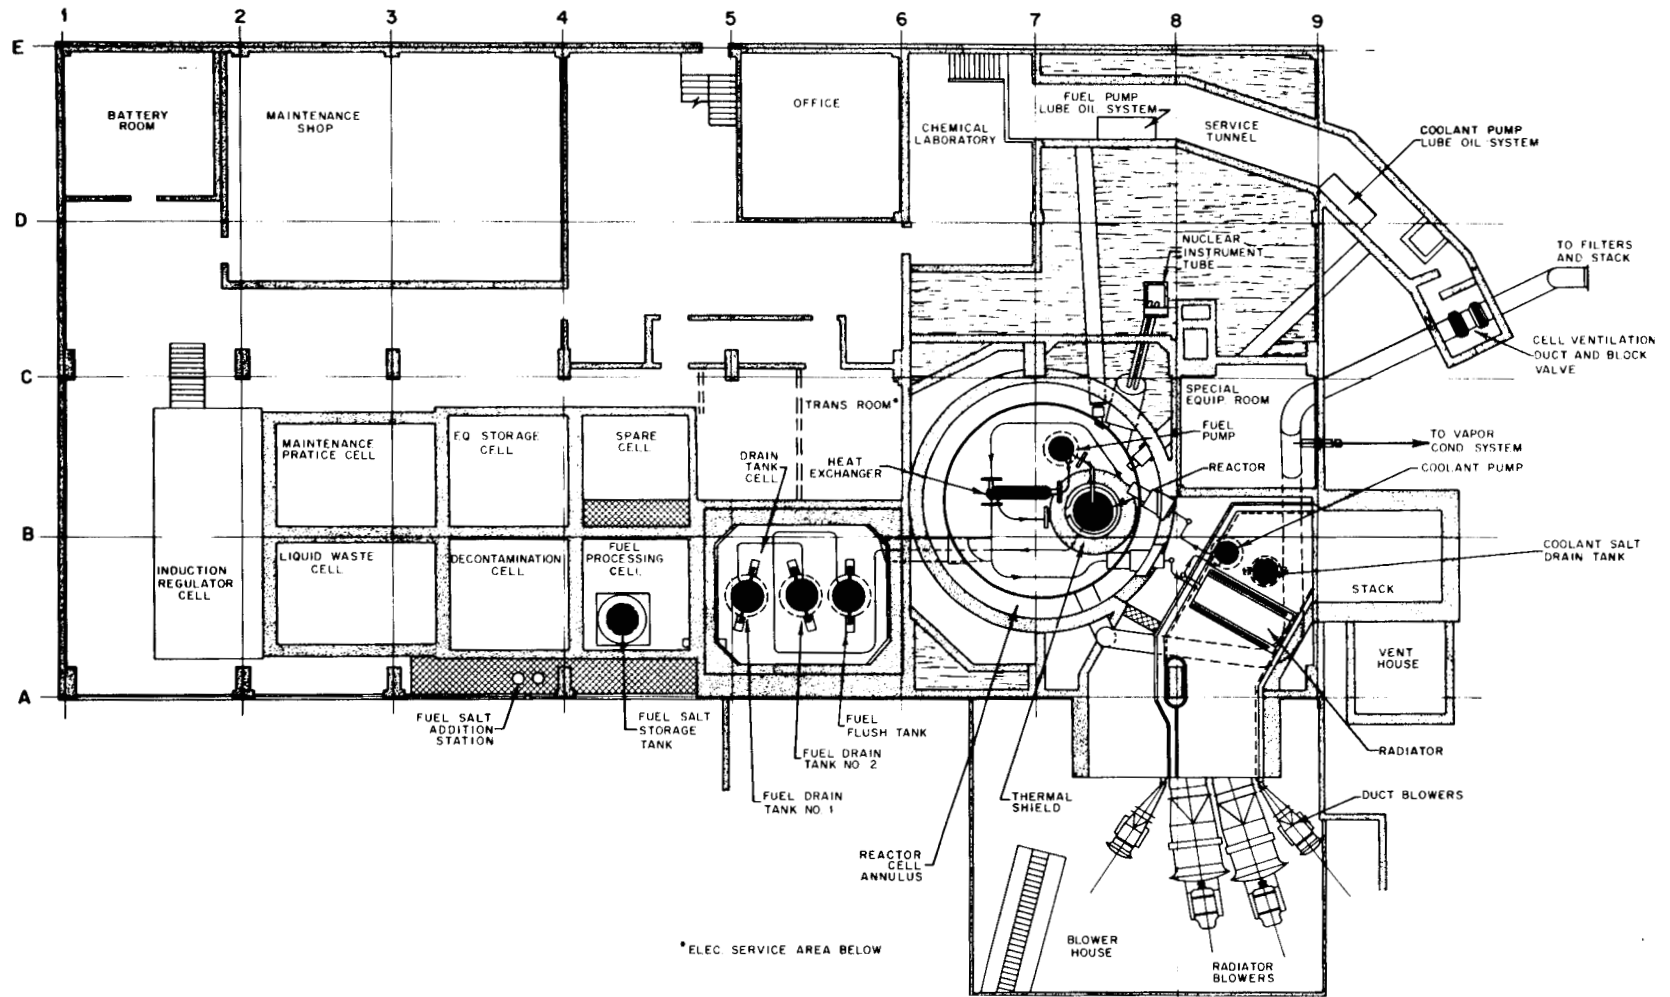 1 2 3 4 5 6 7 8 9
E
BATTERY
ROOM
MAINTENANCE
SHOP
OFFICE
CHEMICAL
LABORATORY
FUEL PUMP
LUBE OIL SYSTEM
SERVICE
TUNNEL
COOLANT PUMP
LUBE OIL SYSTEM
D
NUCLEAR
INSTRUMENT
TUBE
TO FILTERS
AND STACK
CELL VENTILATION
DUCT AND BLOCK
VALVE
C
TRANS ROOM*
SPECIAL
EQUIP ROOM
FUEL
PUMP
TO VAPOR
COND SYSTEM
MAINTENANCE
PRATICE CELL
EQ STORAGE
CELL
SPARE
CELL
DRAIN
TANK
CELL
HEAT
EXCHANGER
REACTOR
COOLANT PUMP
B
INDUCTION
REGULATOR
CELL
LIQUID WASTE
CELL
DECONTAMINATION
CELL
FUEL
PROCESSING
CELL
COOLANT SALT
DRAIN TANK
STACK
VENT
HOUSE
A
FUEL SALT
ADDITION
STATION
FUEL SALT
STORAGE
TANK
FUEL
FLUSH TANK
FUEL DRAIN
TANK NO 2
FUEL DRAIN
TANK NO. 1
THERMAL
SHIELD
RADIATOR
DUCT BLOWERS
REACTOR
CELL
ANNULUS
BLOWER
HOUSE
RADIATOR
BLOWERS
*ELEC. SERVICE AREA BELOW